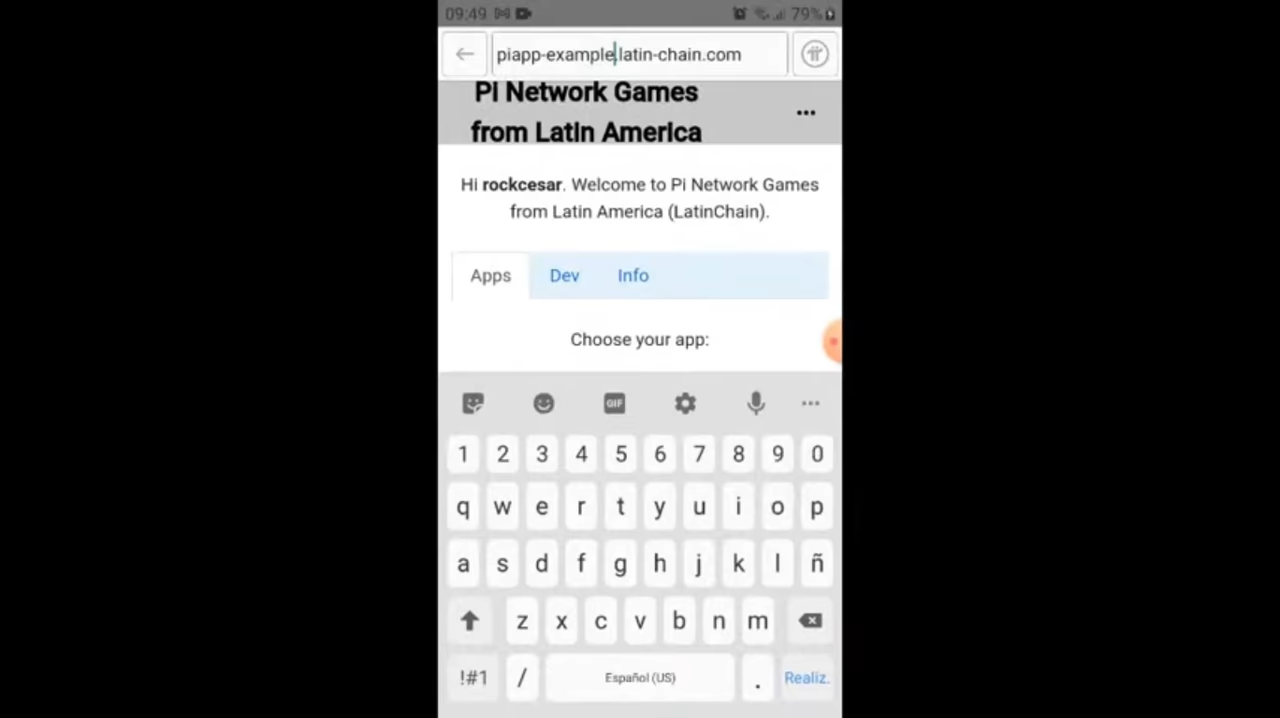 09:49 79%
piapp-example.latin-chain.com
Pi Network Games
from Latin America
Hi rockcesar. Welcome to Pi Network Games
from Latin America (LatinChain).
Apps Dev Info
Choose your app:
GIF
1 2 3 4 5 6 7 8 9 0
q w e r t y u i o p
a s d f g h j k l ñ
z x c v b n m
!#1 / Español (US) . Realiz.